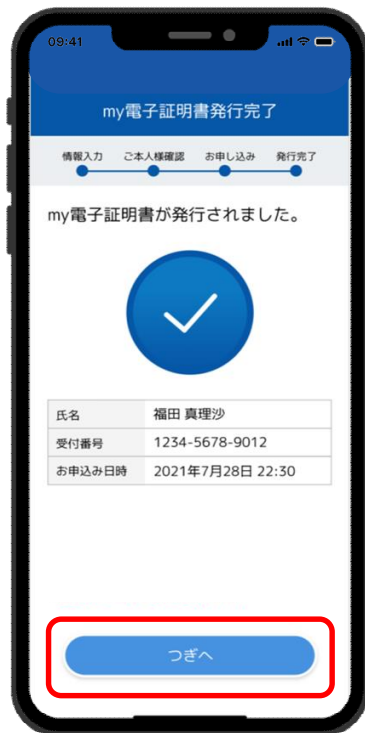 09:41
my電子証明書発行完了
情報入力 ご本人様確認 お申し込み 発行完了
my電子証明書が発行されました。
氏名 福田 真理沙
受付番号 1234-5678-9012
お申込み日時 2021年7月28日 22:30
つぎへ